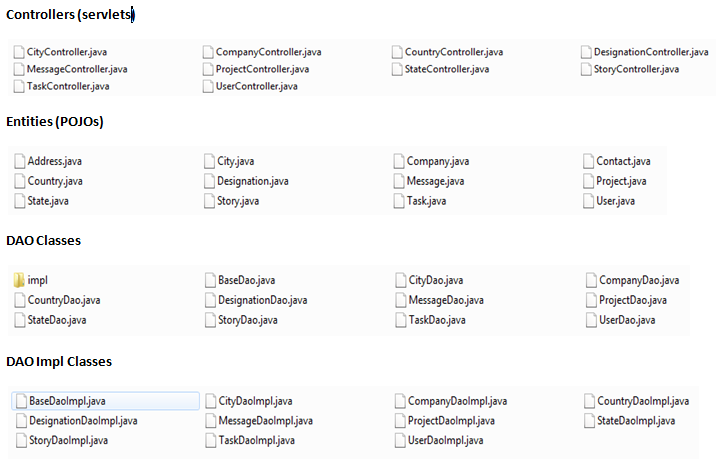 Controllers (servlets)
CityController.java CompanyController.java CountryController.java DesignationController.java
MessageController.java ProjectController.java StateController.java StoryController.java
TaskController.java UserController.java
Entities (POJOs)
Address.java City.java Company.java Contact.java
Country.java Designation.java Message.java Project.java
State.java Story.java Task.java User.java
DAO Classes
impl BaseDao.java CityDao.java CompanyDao.java
CountryDao.java DesignationDao.java MessageDao.java ProjectDao.java
StateDao.java StoryDao.java TaskDao.java UserDao.java
DAO Impl Classes
BaseDaoImpl.java CityDaoImpl.java CompanyDaoImpl.java CountryDaoImpl.java
DesignationDaoImpl.java MessageDaoImpl.java ProjectDaoImpl.java StateDaoImpl.java
StoryDaoImpl.java TaskDaoImpl.java UserDaoImpl.java